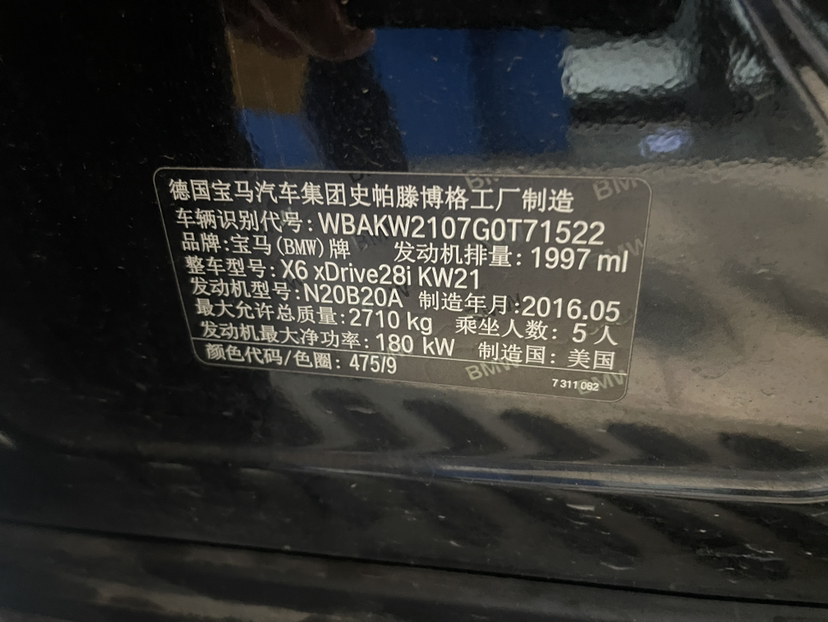 德国宝马汽车集团史帕滕博格工厂制造
车辆识别代号: WBAKW2107G0T71522
品牌: 宝马(BMW)牌 发动机排量: 1997 ml
整车型号: X6 xDrive28i KW21
发动机型号: N20B20A 制造年月: 2016.05
最大允许总质量: 2710 kg 乘坐人数: 5 人
发动机最大净功率: 180 kW 制造国: 美国
颜色代码/色圈: 475/9
7 311 082